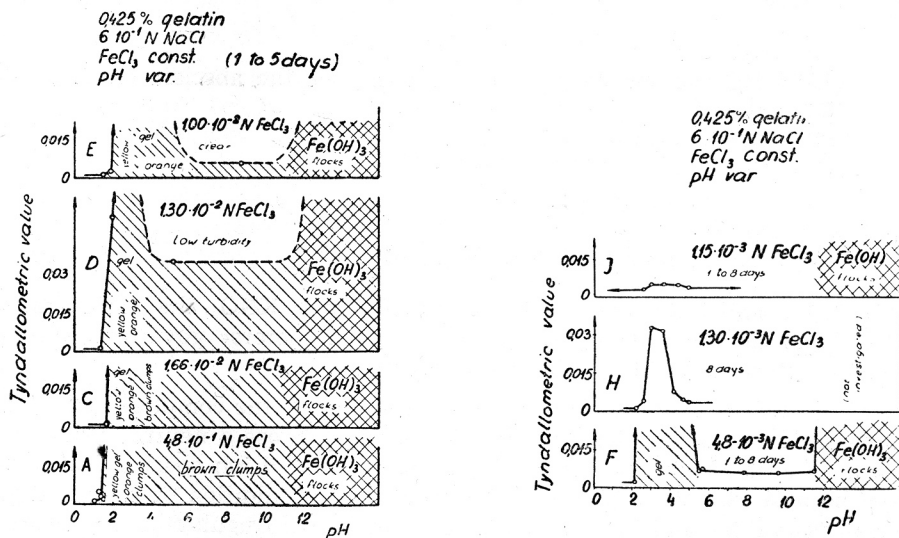 0,425% gelatin
6 10⁻¹ N NaCl
FeCl₃ const. (1 to 5 days)
pH var.
Tyndallometric value
E
0,015
0
1,00·10⁻² N FeCl₃
clear
yellow
gel
orange
Fe(OH)₃
flocks
D
0,03
0,015
0
1,30·10⁻² N FeCl₃
low turbidity
gel
yellow
orange
Fe(OH)₃
flocks
C
0,015
0
1,66·10⁻² N FeCl₃
gel
yellow
orange
brown clumps
Fe(OH)₃
flocks
A
0,015
0
4,8·10⁻¹ N FeCl₃
yellow gel
orange
clumps
brown clumps
Fe(OH)₃
flocks
0 2 4 6 8 10 12
pH
0,425% gelatin
6 10⁻¹ N NaCl
FeCl₃ const.
pH var
Tyndallometric value
J
0,015
0
1,15·10⁻³ N FeCl₃
1 to 8 days
Fe(OH)
flocks
H
0,03
0,015
0
1,30·10⁻³ N FeCl₃
8 days
investigated)
F
0,015
0
4,8-10⁻³ N FeCl₃
1 to 8 days
gel
Fe(OH)₃
flocks
0 2 4 6 8 10 12
pH